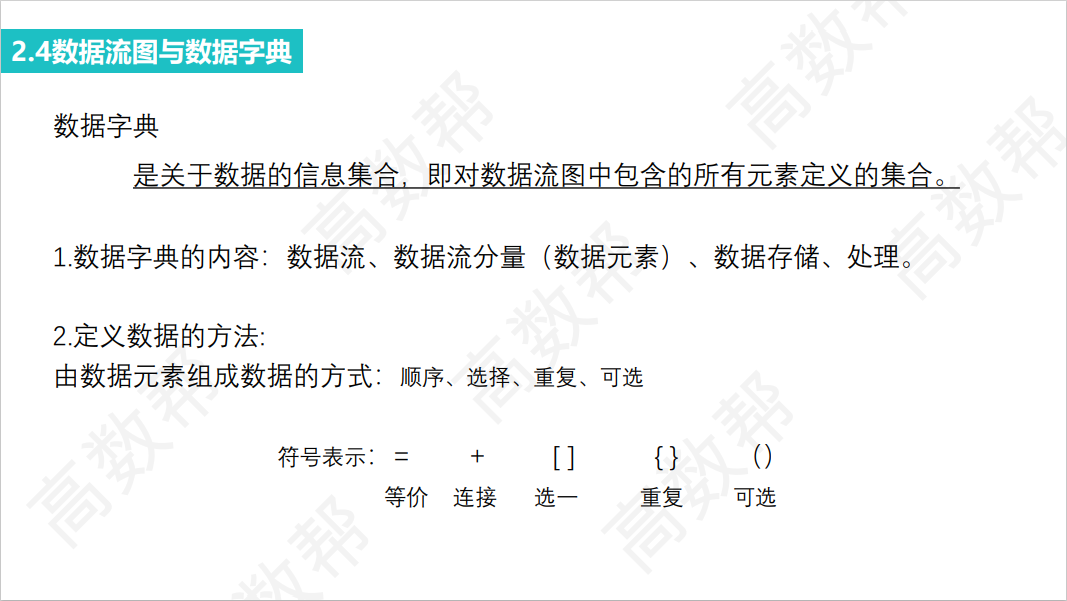 2.4数据流图与数据字典
数据字典
是关于数据的信息集合，即对数据流图中包含的所有元素定义的集合。
1.数据字典的内容：数据流、数据流分量（数据元素）、数据存储、处理。
2.定义数据的方法:
由数据元素组成数据的方式：顺序、选择、重复、可选
符号表示： = + [ ] { } （）
等价 连接 选一 重复 可选
高数帮
高数帮
高数帮
高数帮
高数帮
高数帮
数帮